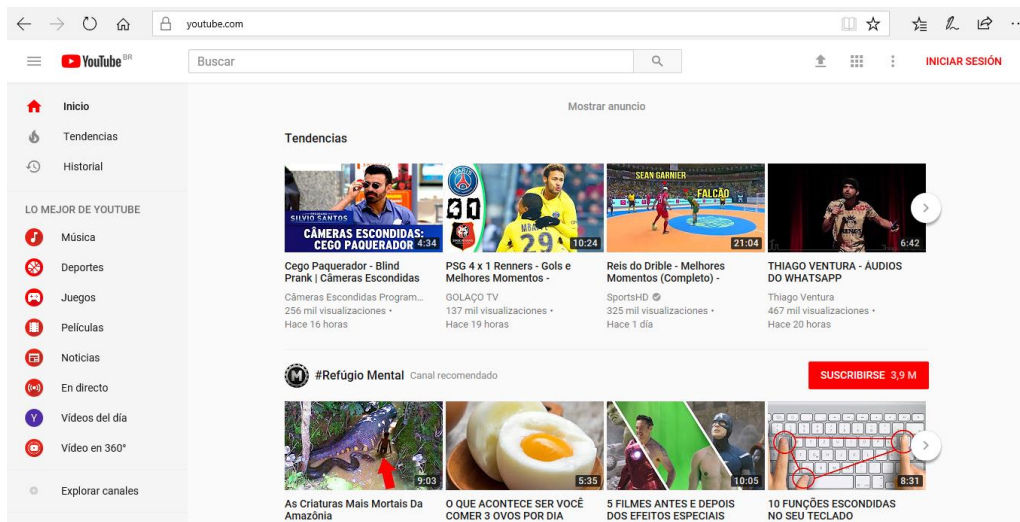 youtube.com
YouTube BR
Buscar
INICIAR SESIÓN
Inicio
Tendencias
Historial
LO MEJOR DE YOUTUBE
Música
Deportes
Juegos
Películas
Noticias
En directo
Vídeos del día
Vídeo en 360°
Explorar canales
Mostrar anuncio
Tendencias
SILVIO SANTOS
CÂMERAS ESCONDIDAS:
CEGO PAQUERADOR 4:34
PARIS
MBAPPÉ
29
10:24
SEAN GARNIER
FALCÃO
21:04
6:42
Cego Paquerador - Blind
Prank | Câmeras Escondidas
Câmeras Escondidas Program...
256 mil visualizaciones •
Hace 16 horas
PSG 4 x 1 Renners - Gols e
Melhores Momentos -
GOLAÇO TV
137 mil visualizaciones •
Hace 19 horas
Reis do Drible - Melhores
Momentos (Completo) -
SportsHD
325 mil visualizaciones •
Hace 1 día
THIAGO VENTURA - ÁUDIOS
DO WHATSAPP
Thiago Ventura
467 mil visualizaciones •
Hace 20 horas
#Refúgio Mental Canal recomendado
SUSCRIBIRSE 3,9 M
9:03
5:35
10:05
8:31
As Criaturas Mais Mortais Da
Amazônia
O QUE ACONTECE SER VOCÊ
COMER 3 OVOS POR DIA
5 FILMES ANTES E DEPOIS
DOS EFEITOS ESPECIAIS
10 FUNÇÕES ESCONDIDAS
NO SEU TECLADO